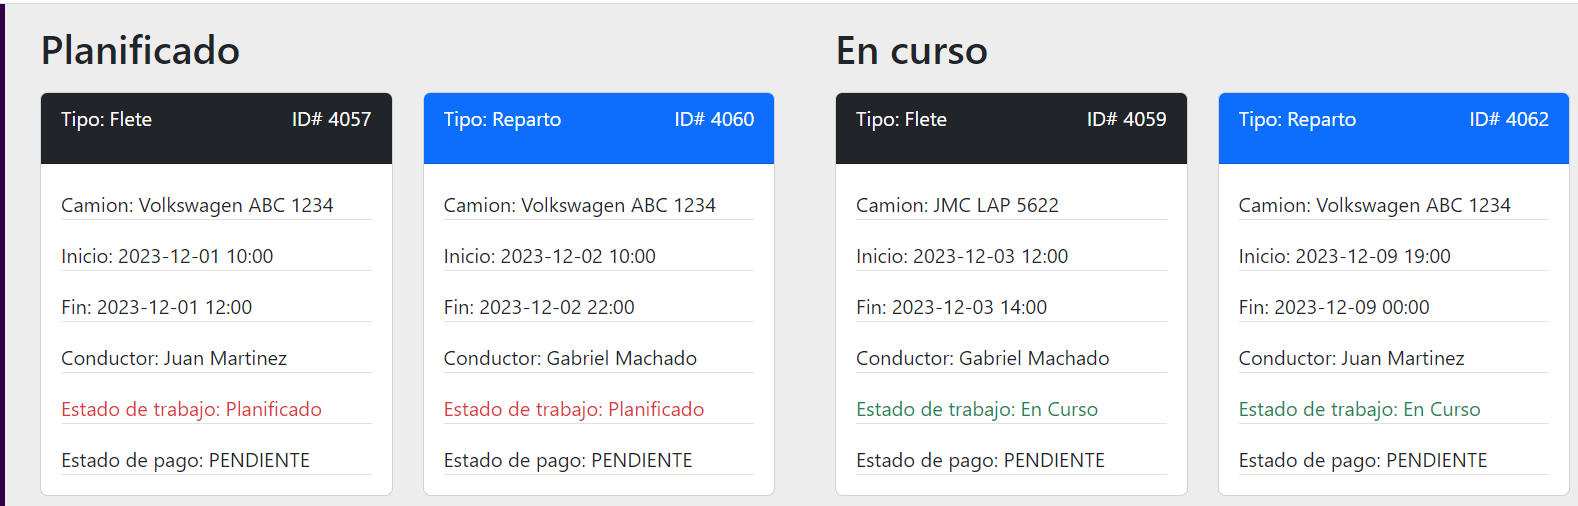 Planificado
Tipo: Flete ID# 4057
Camion: Volkswagen ABC 1234
Inicio: 2023-12-01 10:00
Fin: 2023-12-01 12:00
Conductor: Juan Martinez
Estado de trabajo: Planificado
Estado de pago: PENDIENTE
Tipo: Reparto ID# 4060
Camion: Volkswagen ABC 1234
Inicio: 2023-12-02 10:00
Fin: 2023-12-02 22:00
Conductor: Gabriel Machado
Estado de trabajo: Planificado
Estado de pago: PENDIENTE
En curso
Tipo: Flete ID# 4059
Camion: JMC LAP 5622
Inicio: 2023-12-03 12:00
Fin: 2023-12-03 14:00
Conductor: Gabriel Machado
Estado de trabajo: En Curso
Estado de pago: PENDIENTE
Tipo: Reparto ID# 4062
Camion: Volkswagen ABC 1234
Inicio: 2023-12-09 19:00
Fin: 2023-12-09 00:00
Conductor: Juan Martinez
Estado de trabajo: En Curso
Estado de pago: PENDIENTE